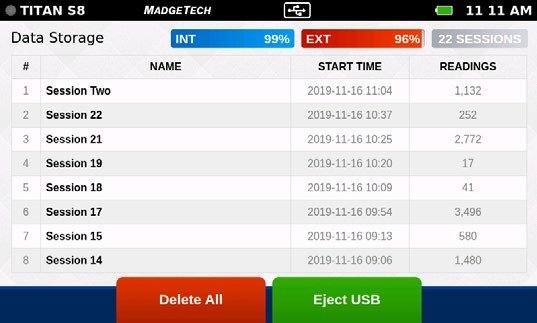 TITAN S8 MADGETECH 11 11 AM
Data Storage INT 99% EXT 96% 22 SESSIONS
# NAME START TIME READINGS
1 Session Two 2019-11-16 11:04 1,132
2 Session 22 2019-11-16 10:37 252
3 Session 21 2019-11-16 10:25 2,772
4 Session 19 2019-11-16 10:20 17
5 Session 18 2019-11-16 10:09 41
6 Session 17 2019-11-16 09:54 3,496
7 Session 15 2019-11-16 09:13 580
8 Session 14 2019-11-16 09:06 1,480
Delete All Eject USB